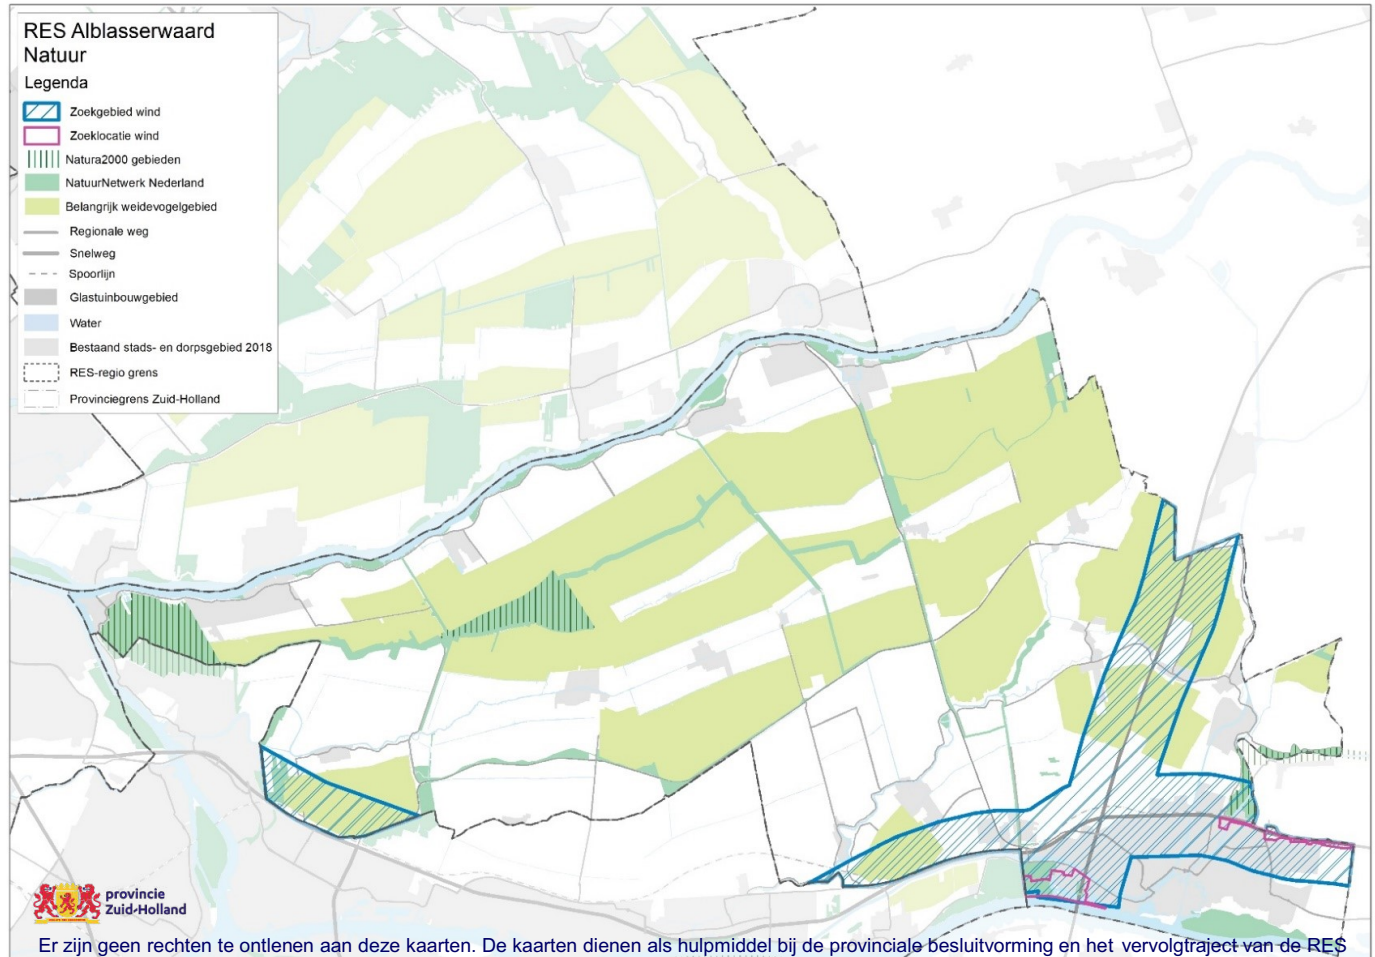 RES Alblasserwaard
Natuur
Legenda
Zoekgebied wind
Zoeklocatie wind
Natura2000 gebieden
NatuurNetwerk Nederland
Belangrijk weidevogelgebied
Regionale weg
Snelweg
Spoorlijn
Glastuinbouwgebied
Water
Bestaand stads- en dorpsgebied 2018
RES-regio grens
Provinciegrens Zuid-Holland
provincie
Zuid-Holland
Er zijn geen rechten te ontlenen aan deze kaarten. De kaarten dienen als hulpmiddel bij de provinciale besluitvorming en het vervolgtraject van de RES